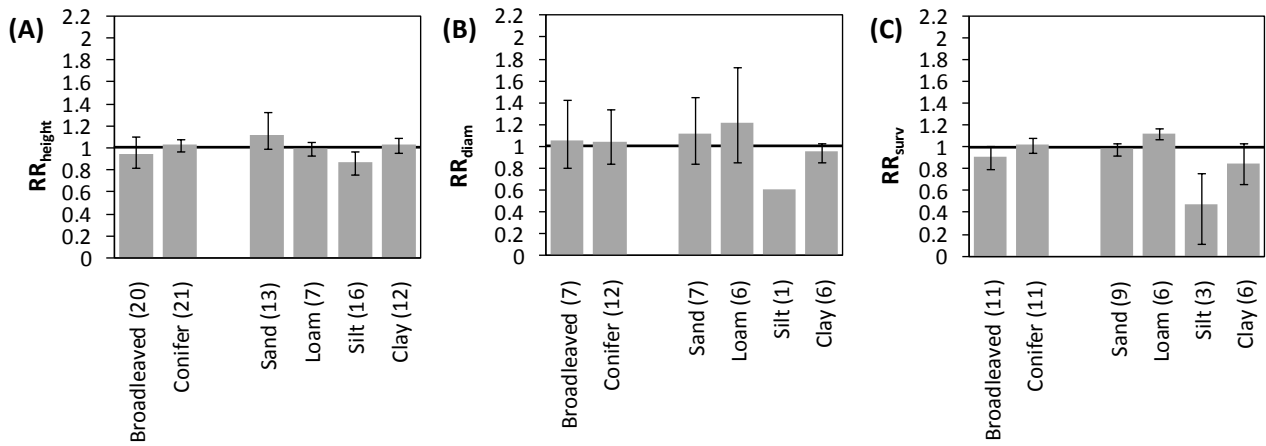 (A)
RRheight
2.2
2
1.8
1.6
1.4
1.2
1
0.8
0.6
0.4
0.2
0
Broadleaved (20)
Conifer (21)
Sand (13)
Loam (7)
Silt (16)
Clay (12)
(B)
RRdiam
2.2
2
1.8
1.6
1.4
1.2
1
0.8
0.6
0.4
0.2
0
Broadleaved (7)
Conifer (12)
Sand (7)
Loam (6)
Silt (1)
Clay (6)
(C)
RRsurv
2.2
2
1.8
1.6
1.4
1.2
1
0.8
0.6
0.4
0.2
0
Broadleaved (11)
Conifer (11)
Sand (9)
Loam (6)
Silt (3)
Clay (6)